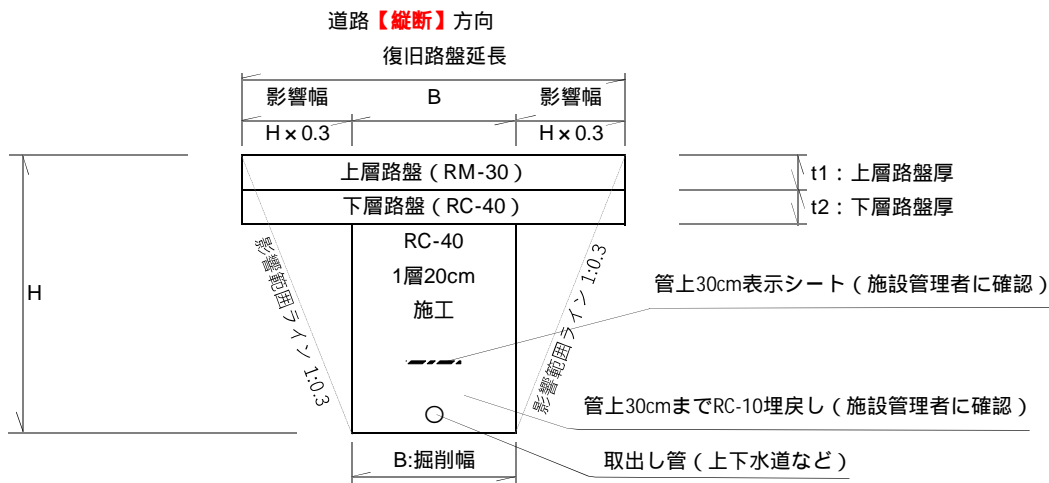 道路【縦断】方向
復旧路盤延長
影響幅
B
影響幅
H×0.3
H×0.3
上層路盤(RM-30)
t1:上層路盤厚
下層路盤(RC-40)
t2:下層路盤厚
RC-40
1層20cm
施工
影響範囲ライン 1:0.3
影響範囲ライン 1:0.3
H
管上30cm表示シート(施設管理者に確認)
管上30cmまでRC-10埋戻し(施設管理者に確認)
B:掘削幅
取出し管(上下水道など)